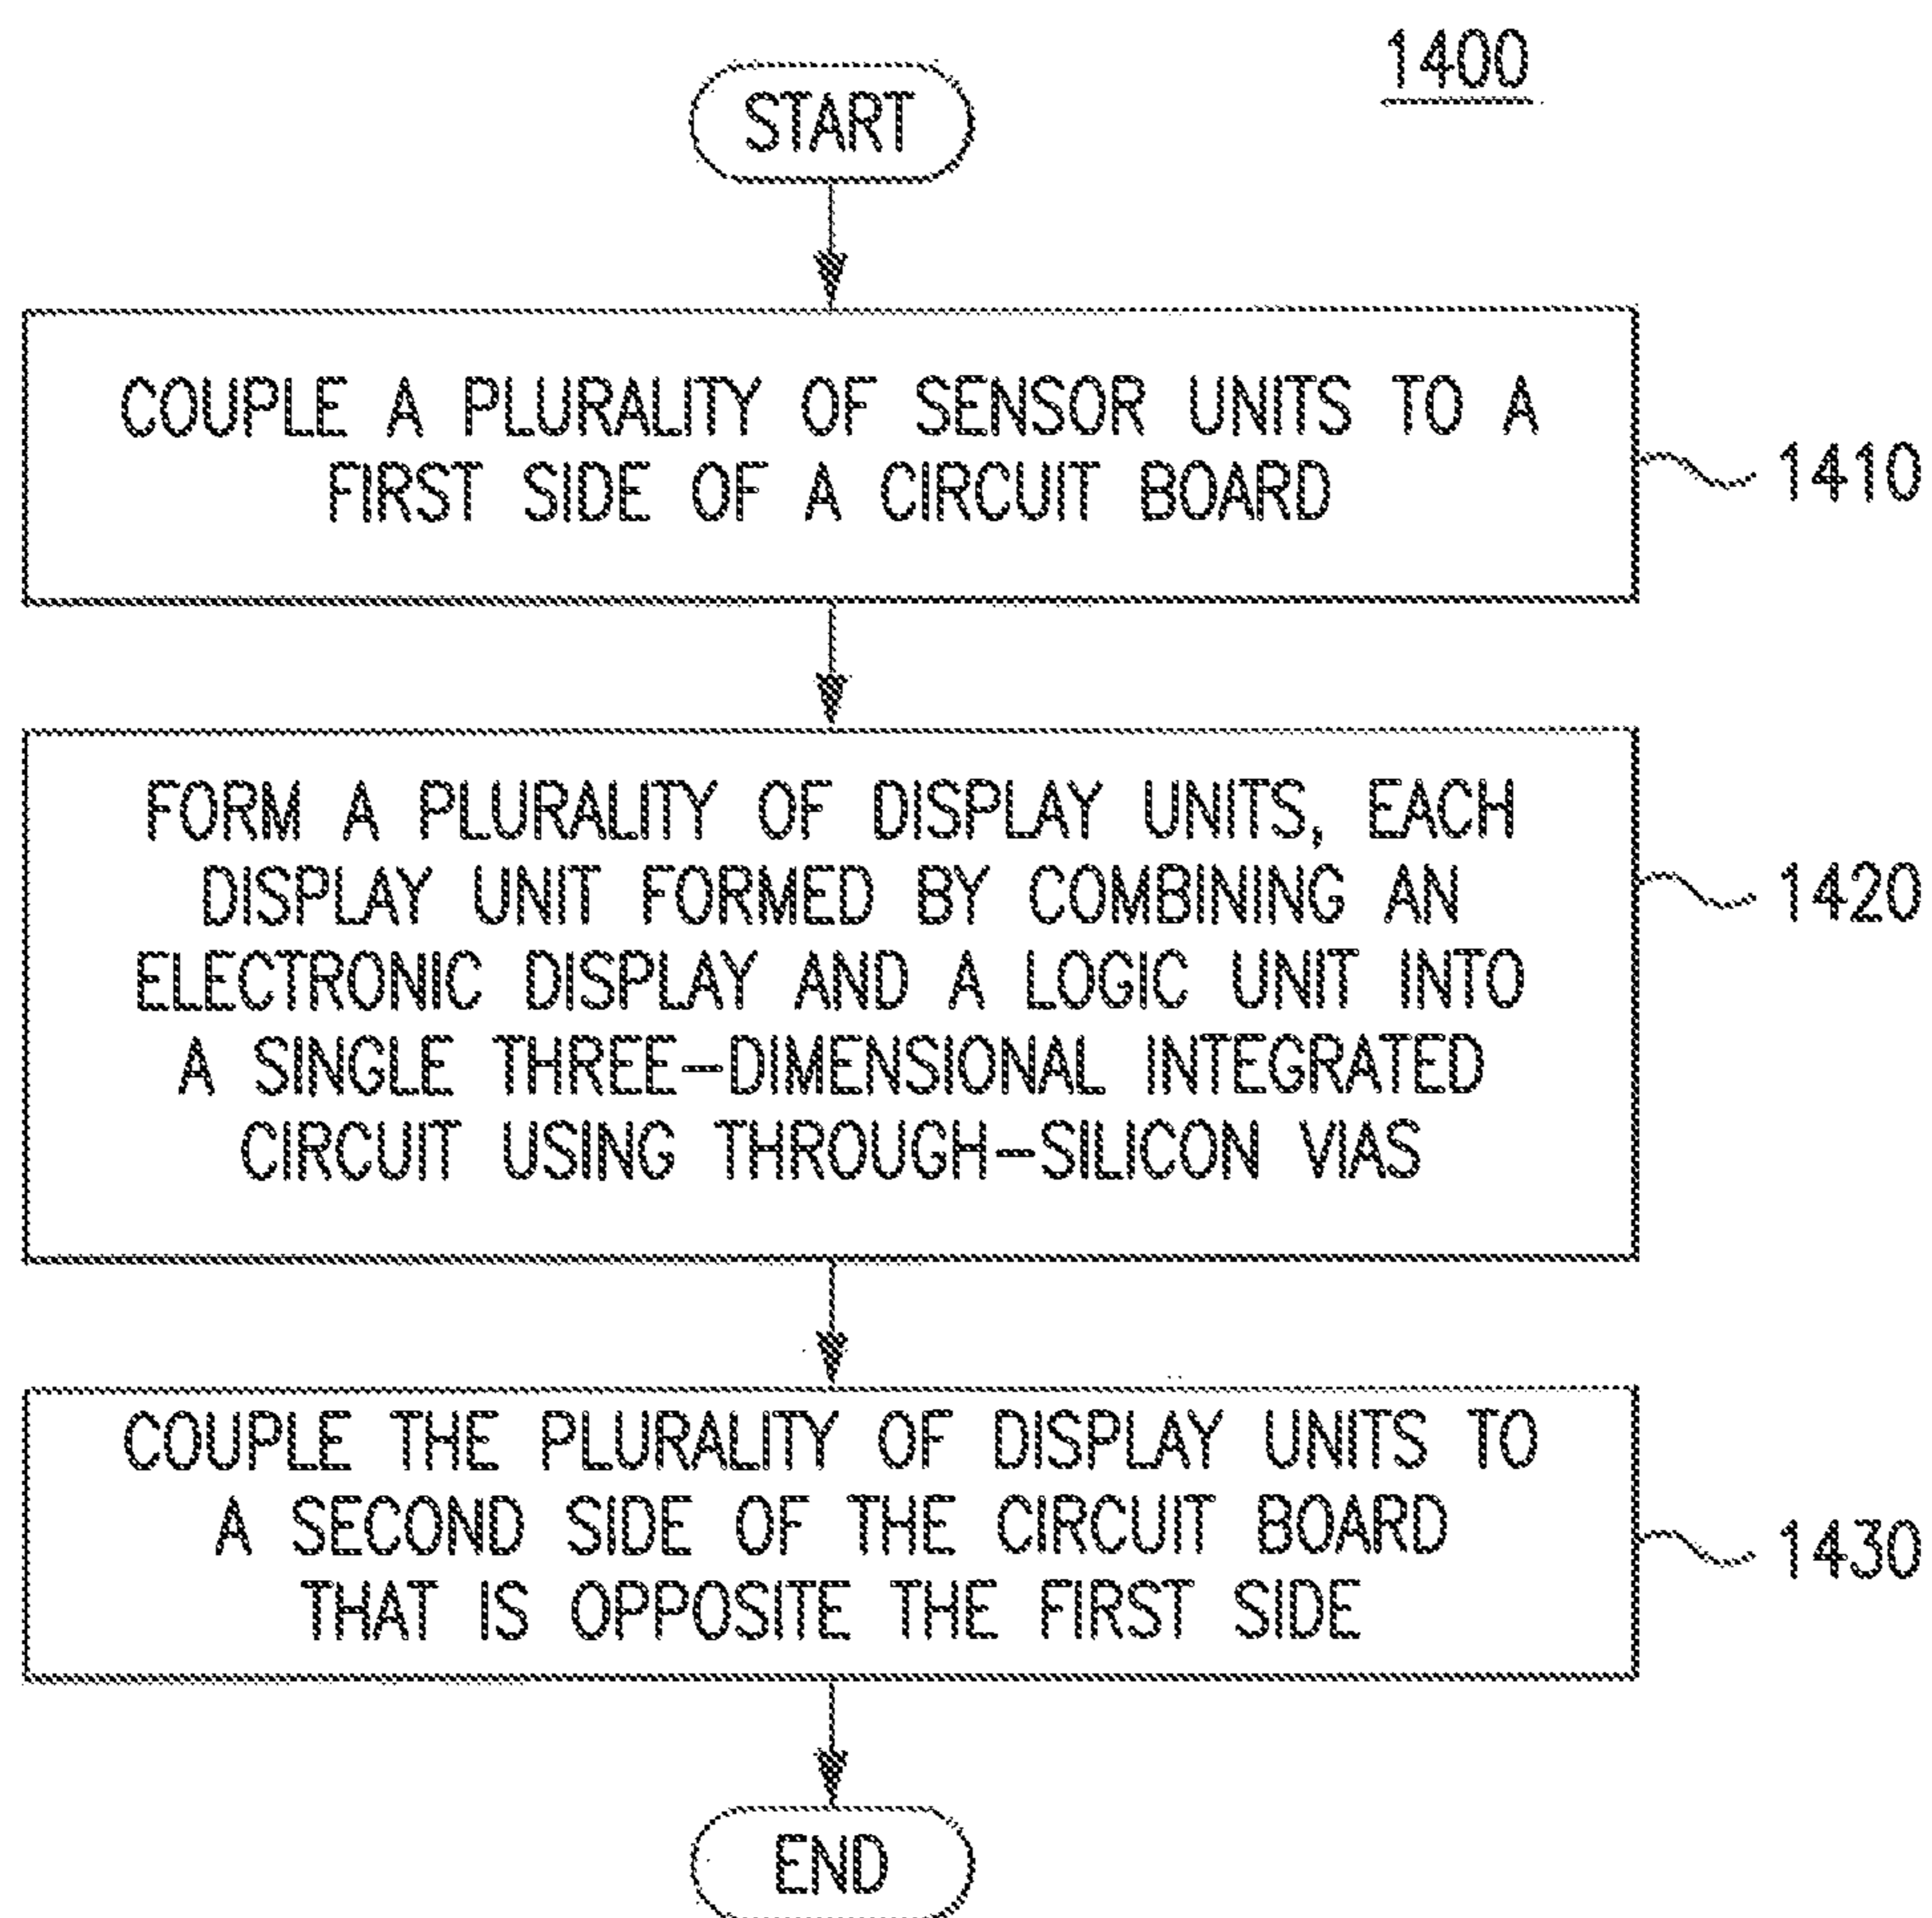 1400
START
COUPLE A PLURALITY OF SENSOR UNITS TO A
FIRST SIDE OF A CIRCUIT BOARD
1410
FORM A PLURALITY OF DISPLAY UNITS, EACH
DISPLAY UNIT FORMED BY COMBINING AN
ELECTRONIC DISPLAY AND A LOGIC UNIT INTO
A SINGLE THREE-DIMENSIONAL INTEGRATED
CIRCUIT USING THROUGH-SILICON VIAS
1420
COUPLE THE PLURALITY OF DISPLAY UNITS TO
A SECOND SIDE OF THE CIRCUIT BOARD
THAT IS OPPOSITE THE FIRST SIDE
1430
END